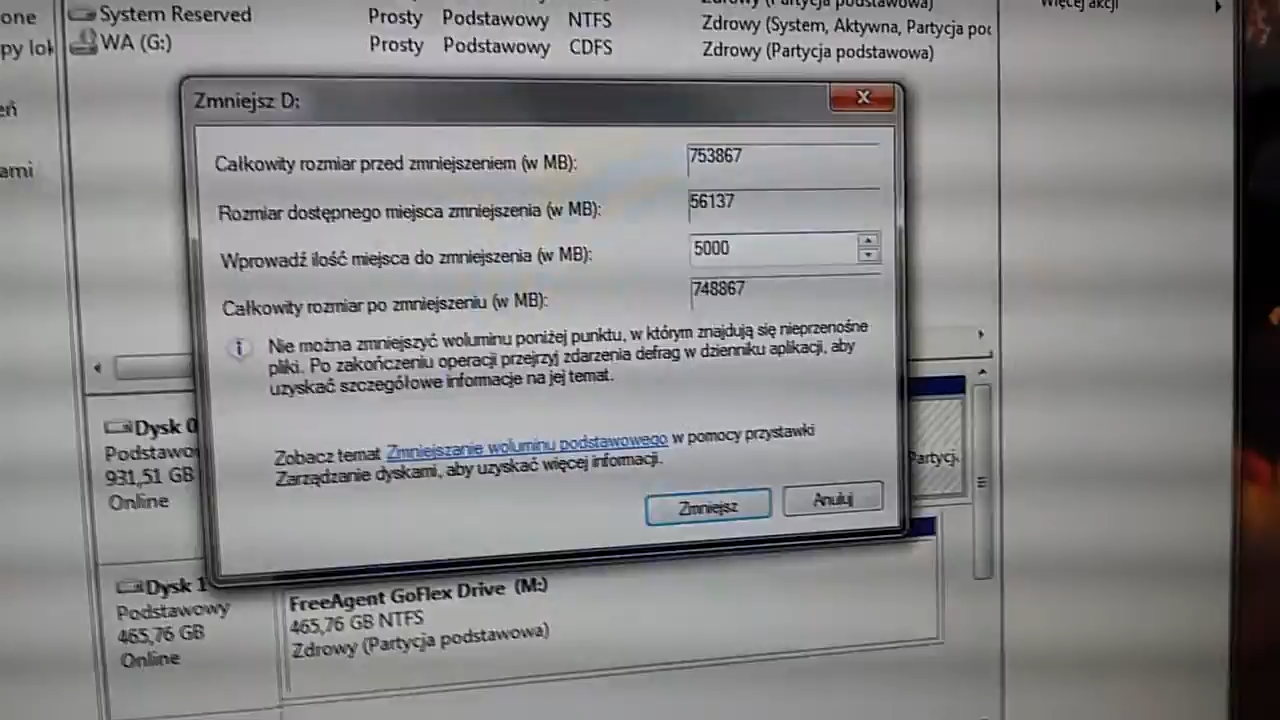 one
System Reserved
Prosty Podstawowy NTFS
Zdrowy (System, Aktywna, Partycja
Więcej akcji
WA (G:)
Prosty Podstawowy CDFS
Zdrowy (Partycja podstawowa)
Zmniejsz D:
Całkowity rozmiar przed zmniejszeniem (w MB): 753867
Rozmiar dostępnego miejsca zmniejszenia (w MB): 56137
Wprowadź ilość miejsca do zmniejszenia (w MB): 5000
Całkowity rozmiar po zmniejszeniu (w MB): 748867
Nie można zmniejszyć woluminu poniżej punktu, w którym znajdują się nieprzenośne
pliki. Po zakończeniu operacji przejrzyj zdarzenia defrag w dzienniku aplikacji, aby
uzyskać szczegółowe informacje na jej temat.
Zobacz temat Zmniejszanie woluminu podstawowego w pomocy przystawki
Zarządzanie dyskami, aby uzyskać więcej informacji.
Zmniejsz
Anuluj
Dysk 0
Podstawo
931,51 GB
Online
Partycj
Dysk 1
Podstawowy
465,76 GB
Online
FreeAgent GoFlex Drive (M:)
465,76 GB NTFS
Zdrowy (Partycja podstawowa)